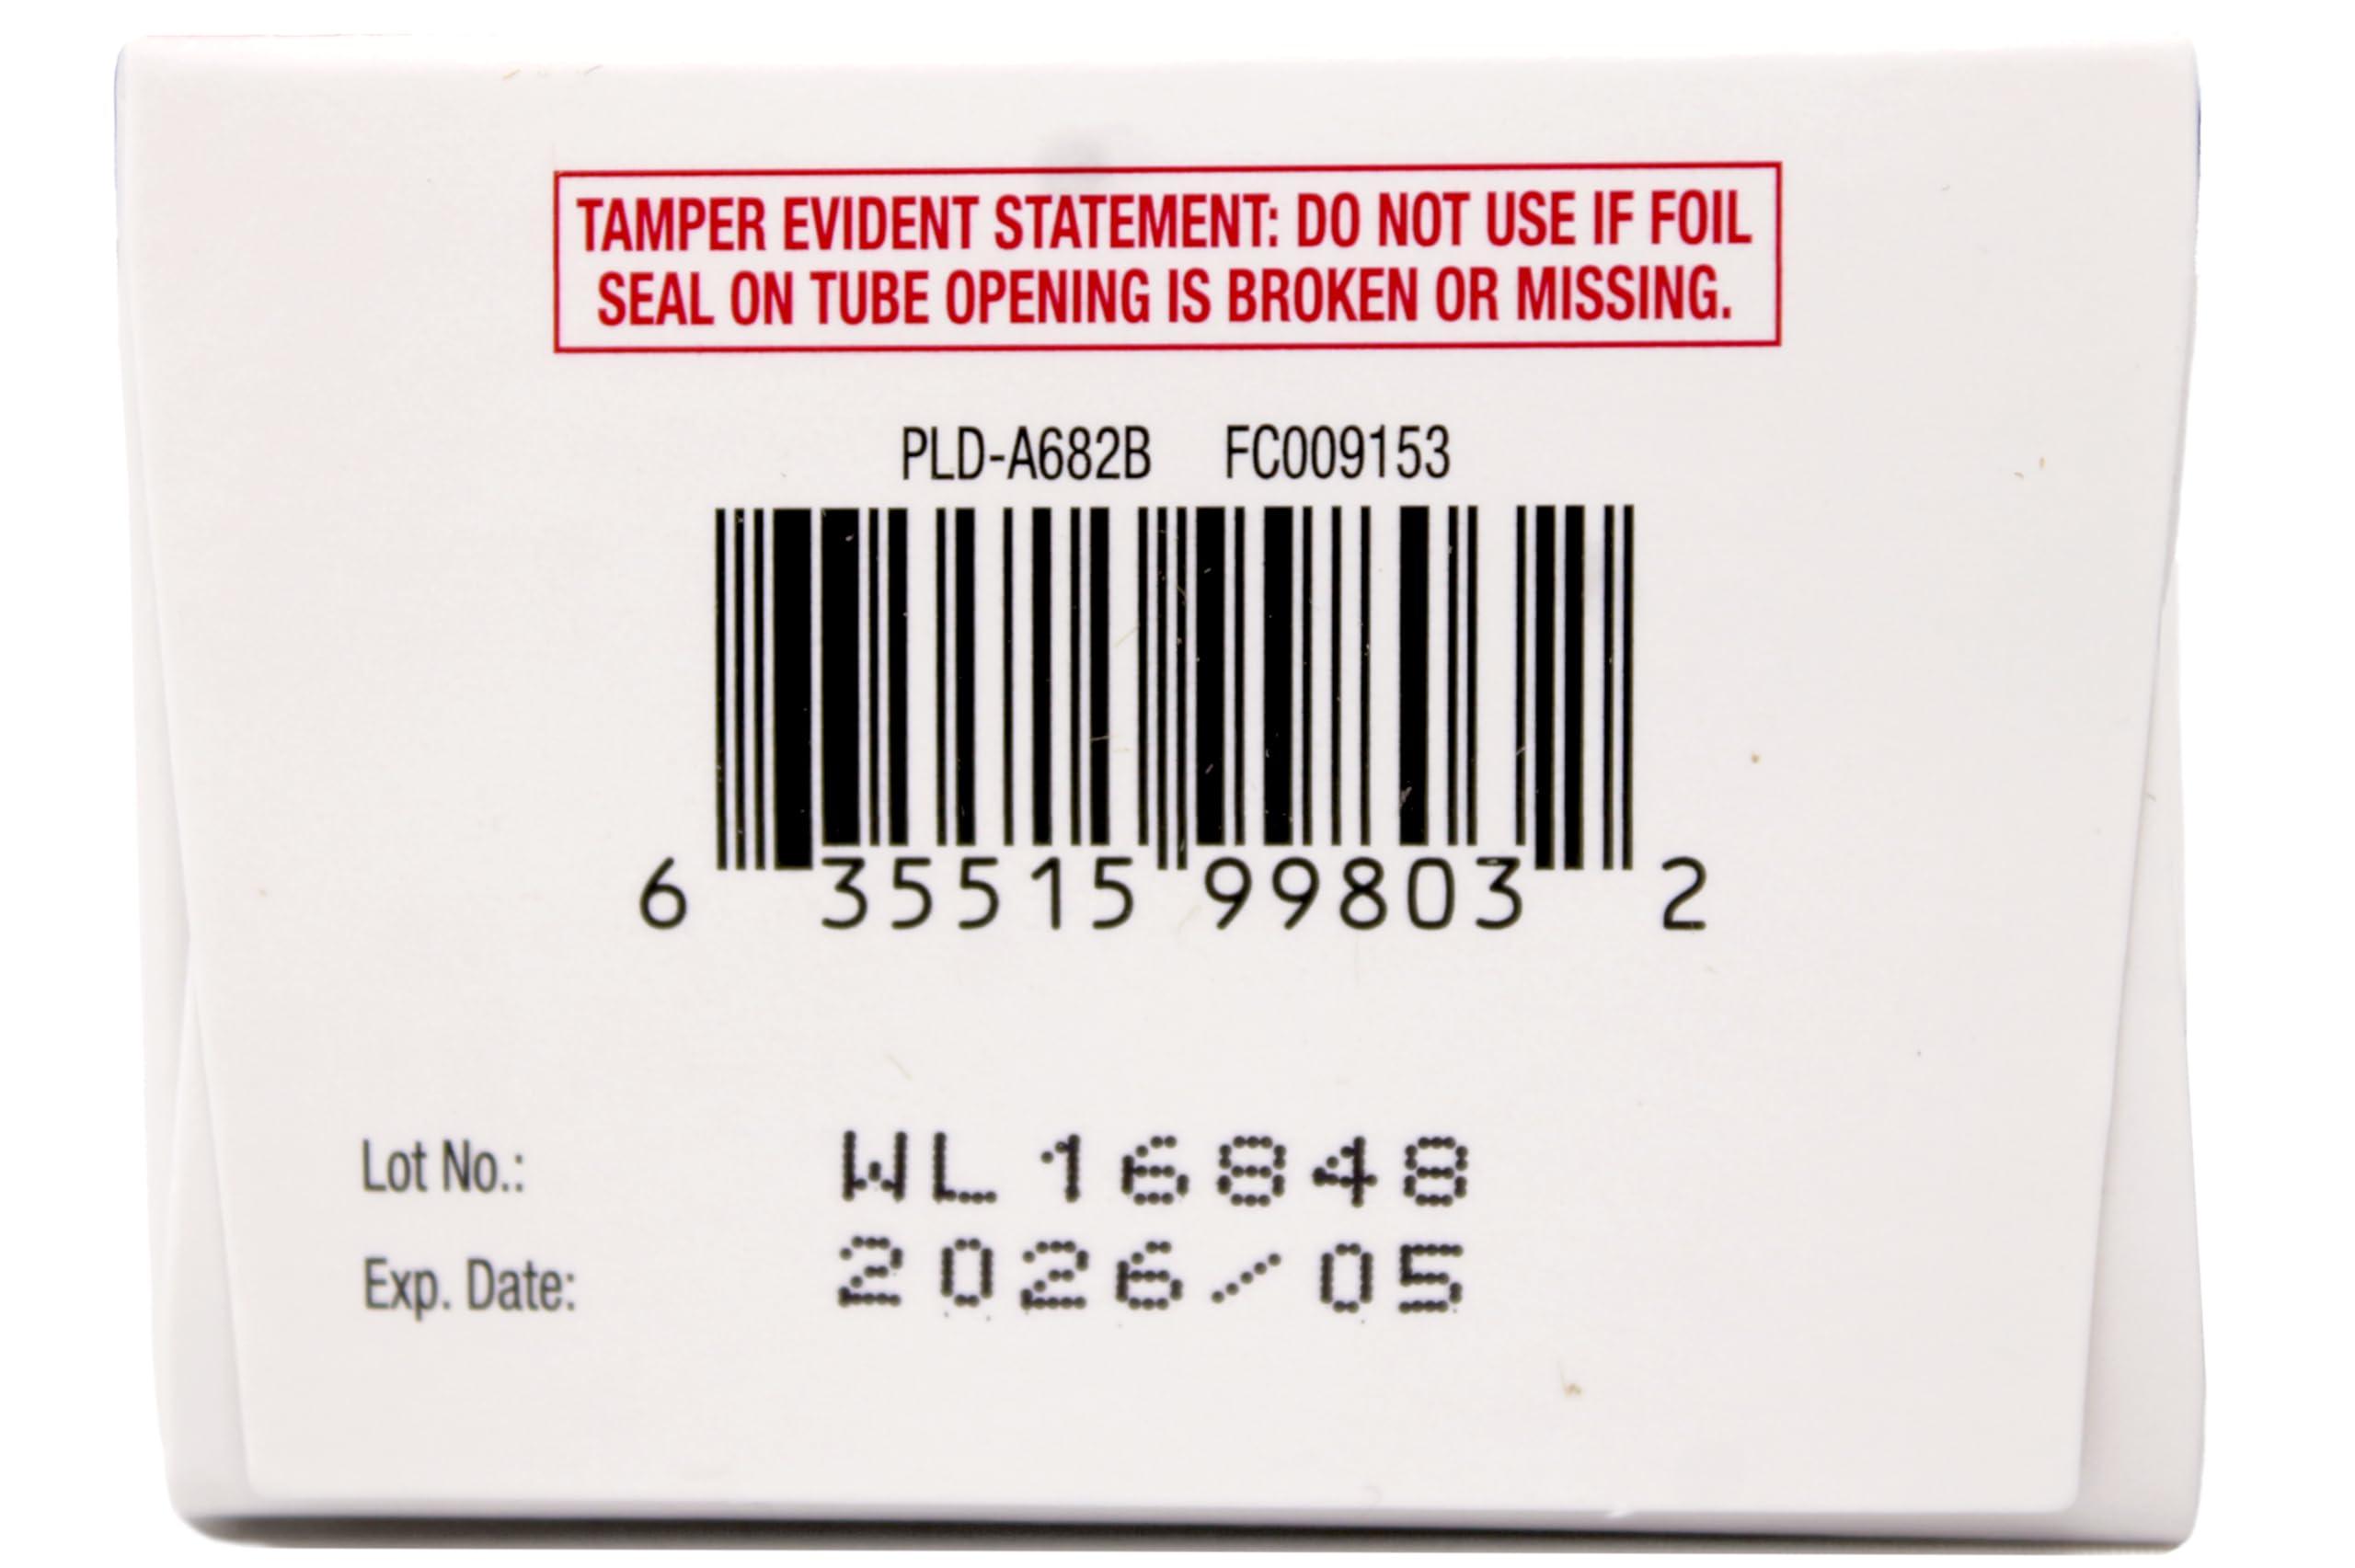 TAMPER EVIDENT STATEMENT: DO NOT USE IF FOIL
SEAL ON TUBE OPENING IS BROKEN OR MISSING.
PLD-A682B FC009153
6 35515 99803 2
Lot No.: WL16848
Exp. Date: 2026/05